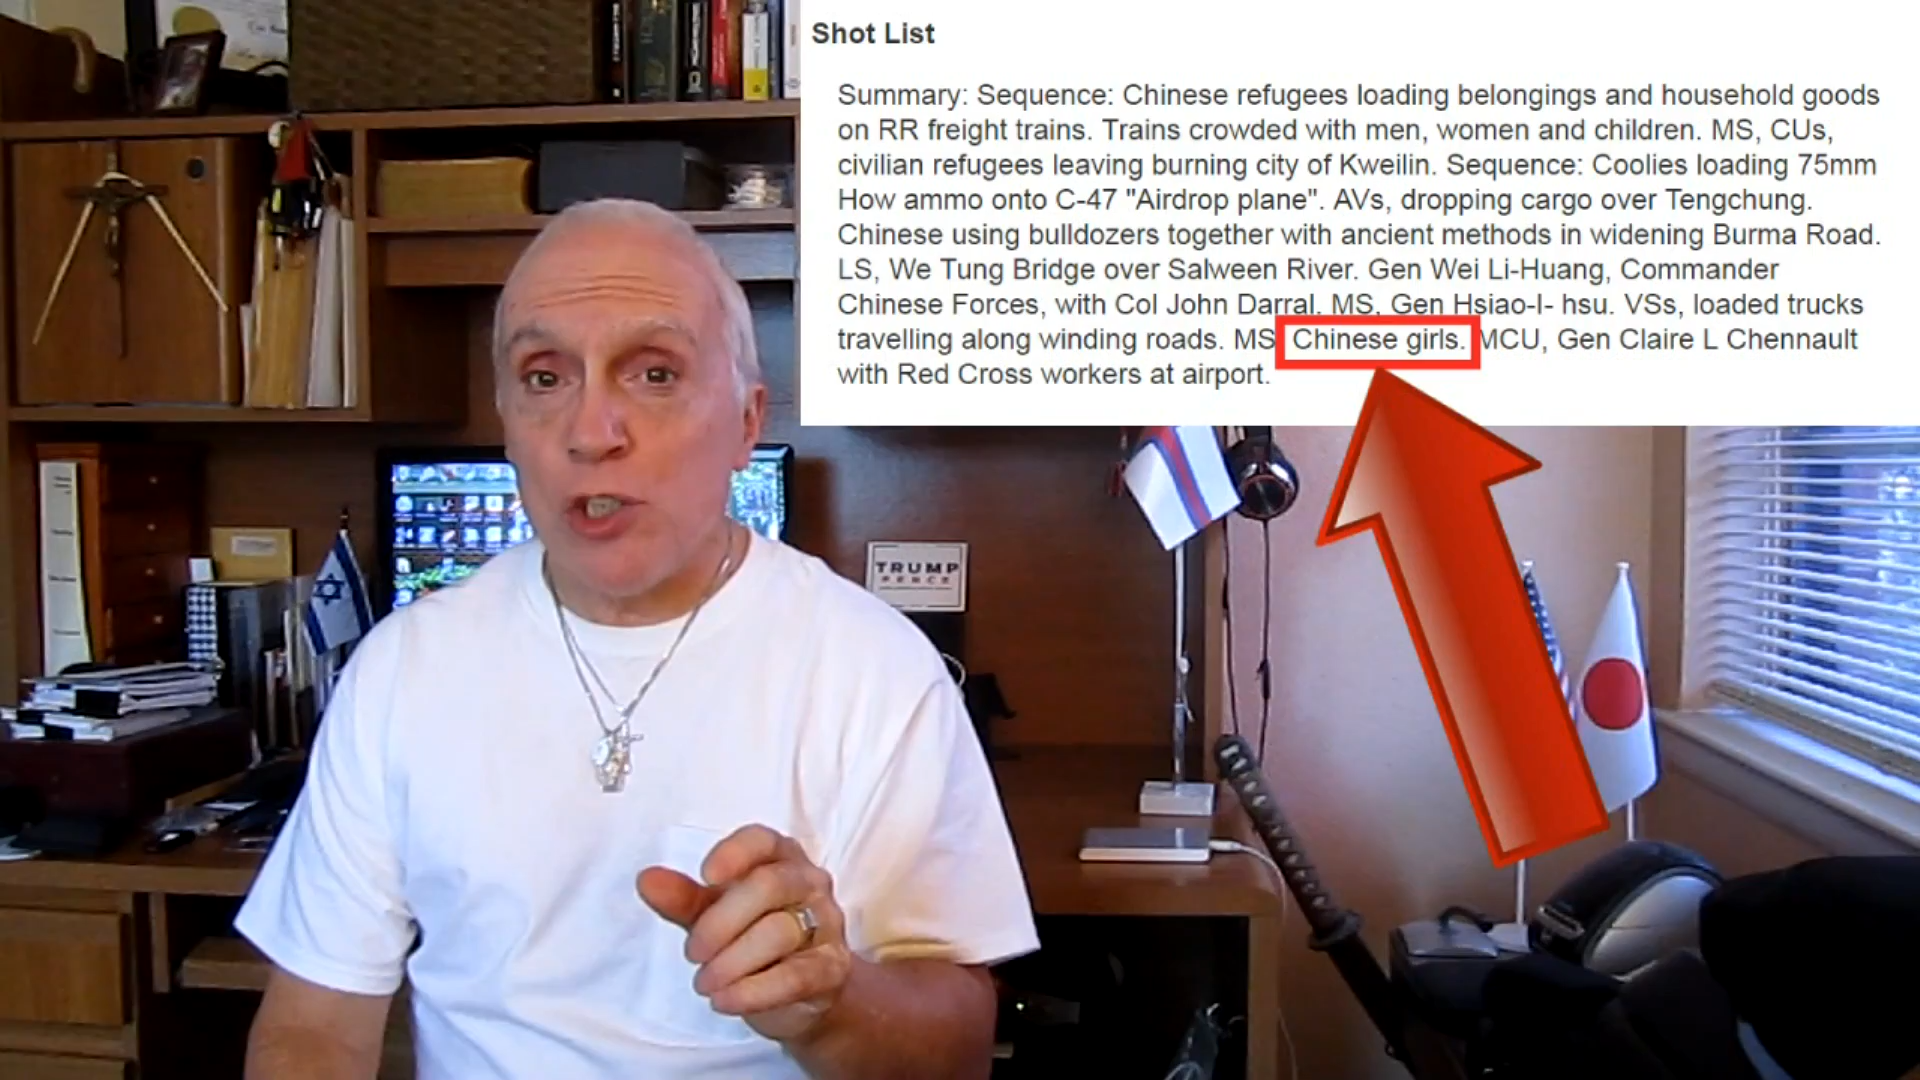 Shot List
Summary: Sequence: Chinese refugees loading belongings and household goods
on RR freight trains. Trains crowded with men, women and children. MS, CUs,
civilian refugees leaving burning city of Kweilin. Sequence: Coolies loading 75mm
How ammo onto C-47 "Airdrop plane". AVs, dropping cargo over Tengchung.
Chinese using bulldozers together with ancient methods in widening Burma Road.
LS, We Tung Bridge over Salween River. Gen Wei Li-Huang, Commander
Chinese Forces, with Col John Darral. MS, Gen Hsiao-I- hsu. VSs, loaded trucks
travelling along winding roads. MS, Chinese girls. MCU, Gen Claire L Chennault
with Red Cross workers at airport.
TRUMP
PENCE